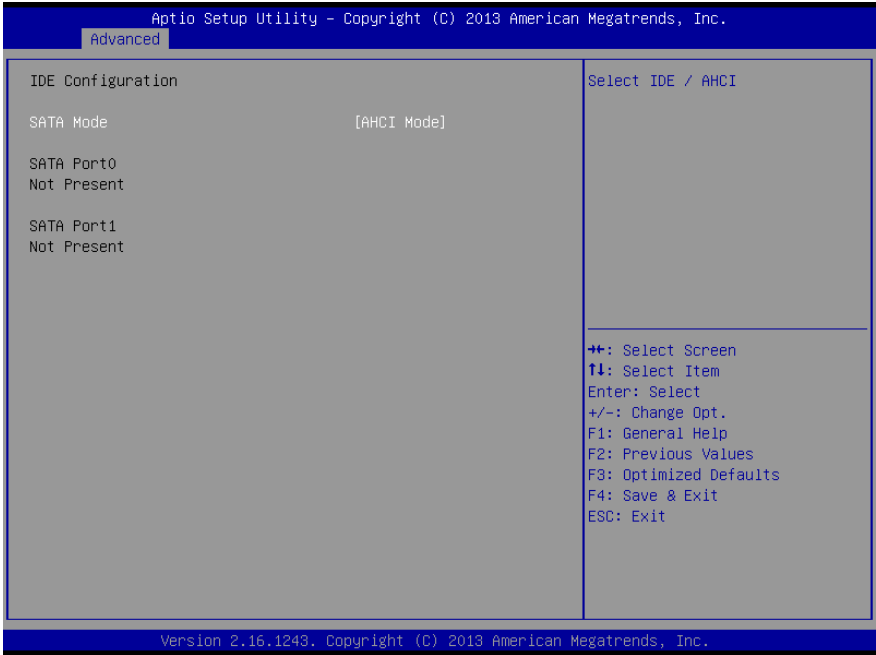 Aptio Setup Utility – Copyright (C) 2013 American Megatrends, Inc.
Advanced
IDE Configuration
SATA Mode [AHCI Mode]
SATA Port0
Not Present
SATA Port1
Not Present
Select IDE / AHCI
→←: Select Screen
↑↓: Select Item
Enter: Select
+/-: Change Opt.
F1: General Help
F2: Previous Values
F3: Optimized Defaults
F4: Save & Exit
ESC: Exit
Version 2.16.1243. Copyright (C) 2013 American Megatrends, Inc.